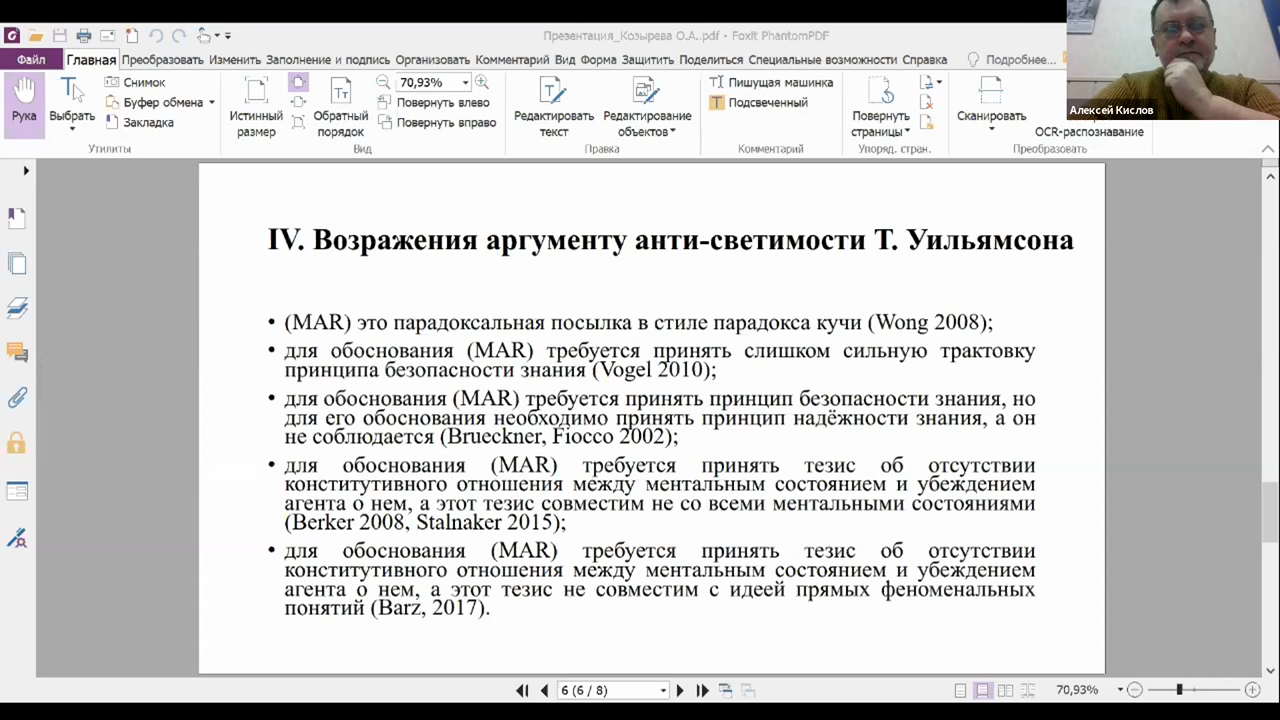 Презентация_Козырева О.А..pdf - Foxit PhantomPDF
Файл Главная Преобразовать Изменить Заполнение и подпись Организовать Комментарий Вид Форма Защитить Поделиться Специальные возможности Справка Подробнее..
Рука
Выбрать
Снимок
Буфер обмена
Закладка
Утилиты
Истинный размер
Обратный порядок
70,93%
Повернуть влево
Повернуть вправо
Вид
Редактировать текст
Редактирование объектов
Правка
Пишущая машинка
Подсвеченный
Комментарий
Повернуть страницы
Упоряд. стран.
Сканировать
OCR-распознавание
Преобразовать
Алексей Кислов
IV. Возражения аргументу анти-светимости Т. Уильямсона
• (MAR) это парадоксальная посылка в стиле парадокса кучи (Wong 2008);
• для обоснования (MAR) требуется принять слишком сильную трактовку
принципа безопасности знания (Vogel 2010);
• для обоснования (MAR) требуется принять принцип безопасности знания, но
для его обоснования необходимо принять принцип надёжности знания, а он
не соблюдается (Brueckner, Fiocco 2002);
• для обоснования (MAR) требуется принять тезис об отсутствии
конститутивного отношения между ментальным состоянием и убеждением
агента о нем, а этот тезис совместим не со всеми ментальными состояниями
(Berker 2008, Stalnaker 2015);
• для обоснования (MAR) требуется принять тезис об отсутствии
конститутивного отношения между ментальным состоянием и убеждением
агента о нем, а этот тезис не совместим с идеей прямых феноменальных
понятий (Barz, 2017).
6 (6 / 8)
70,93%